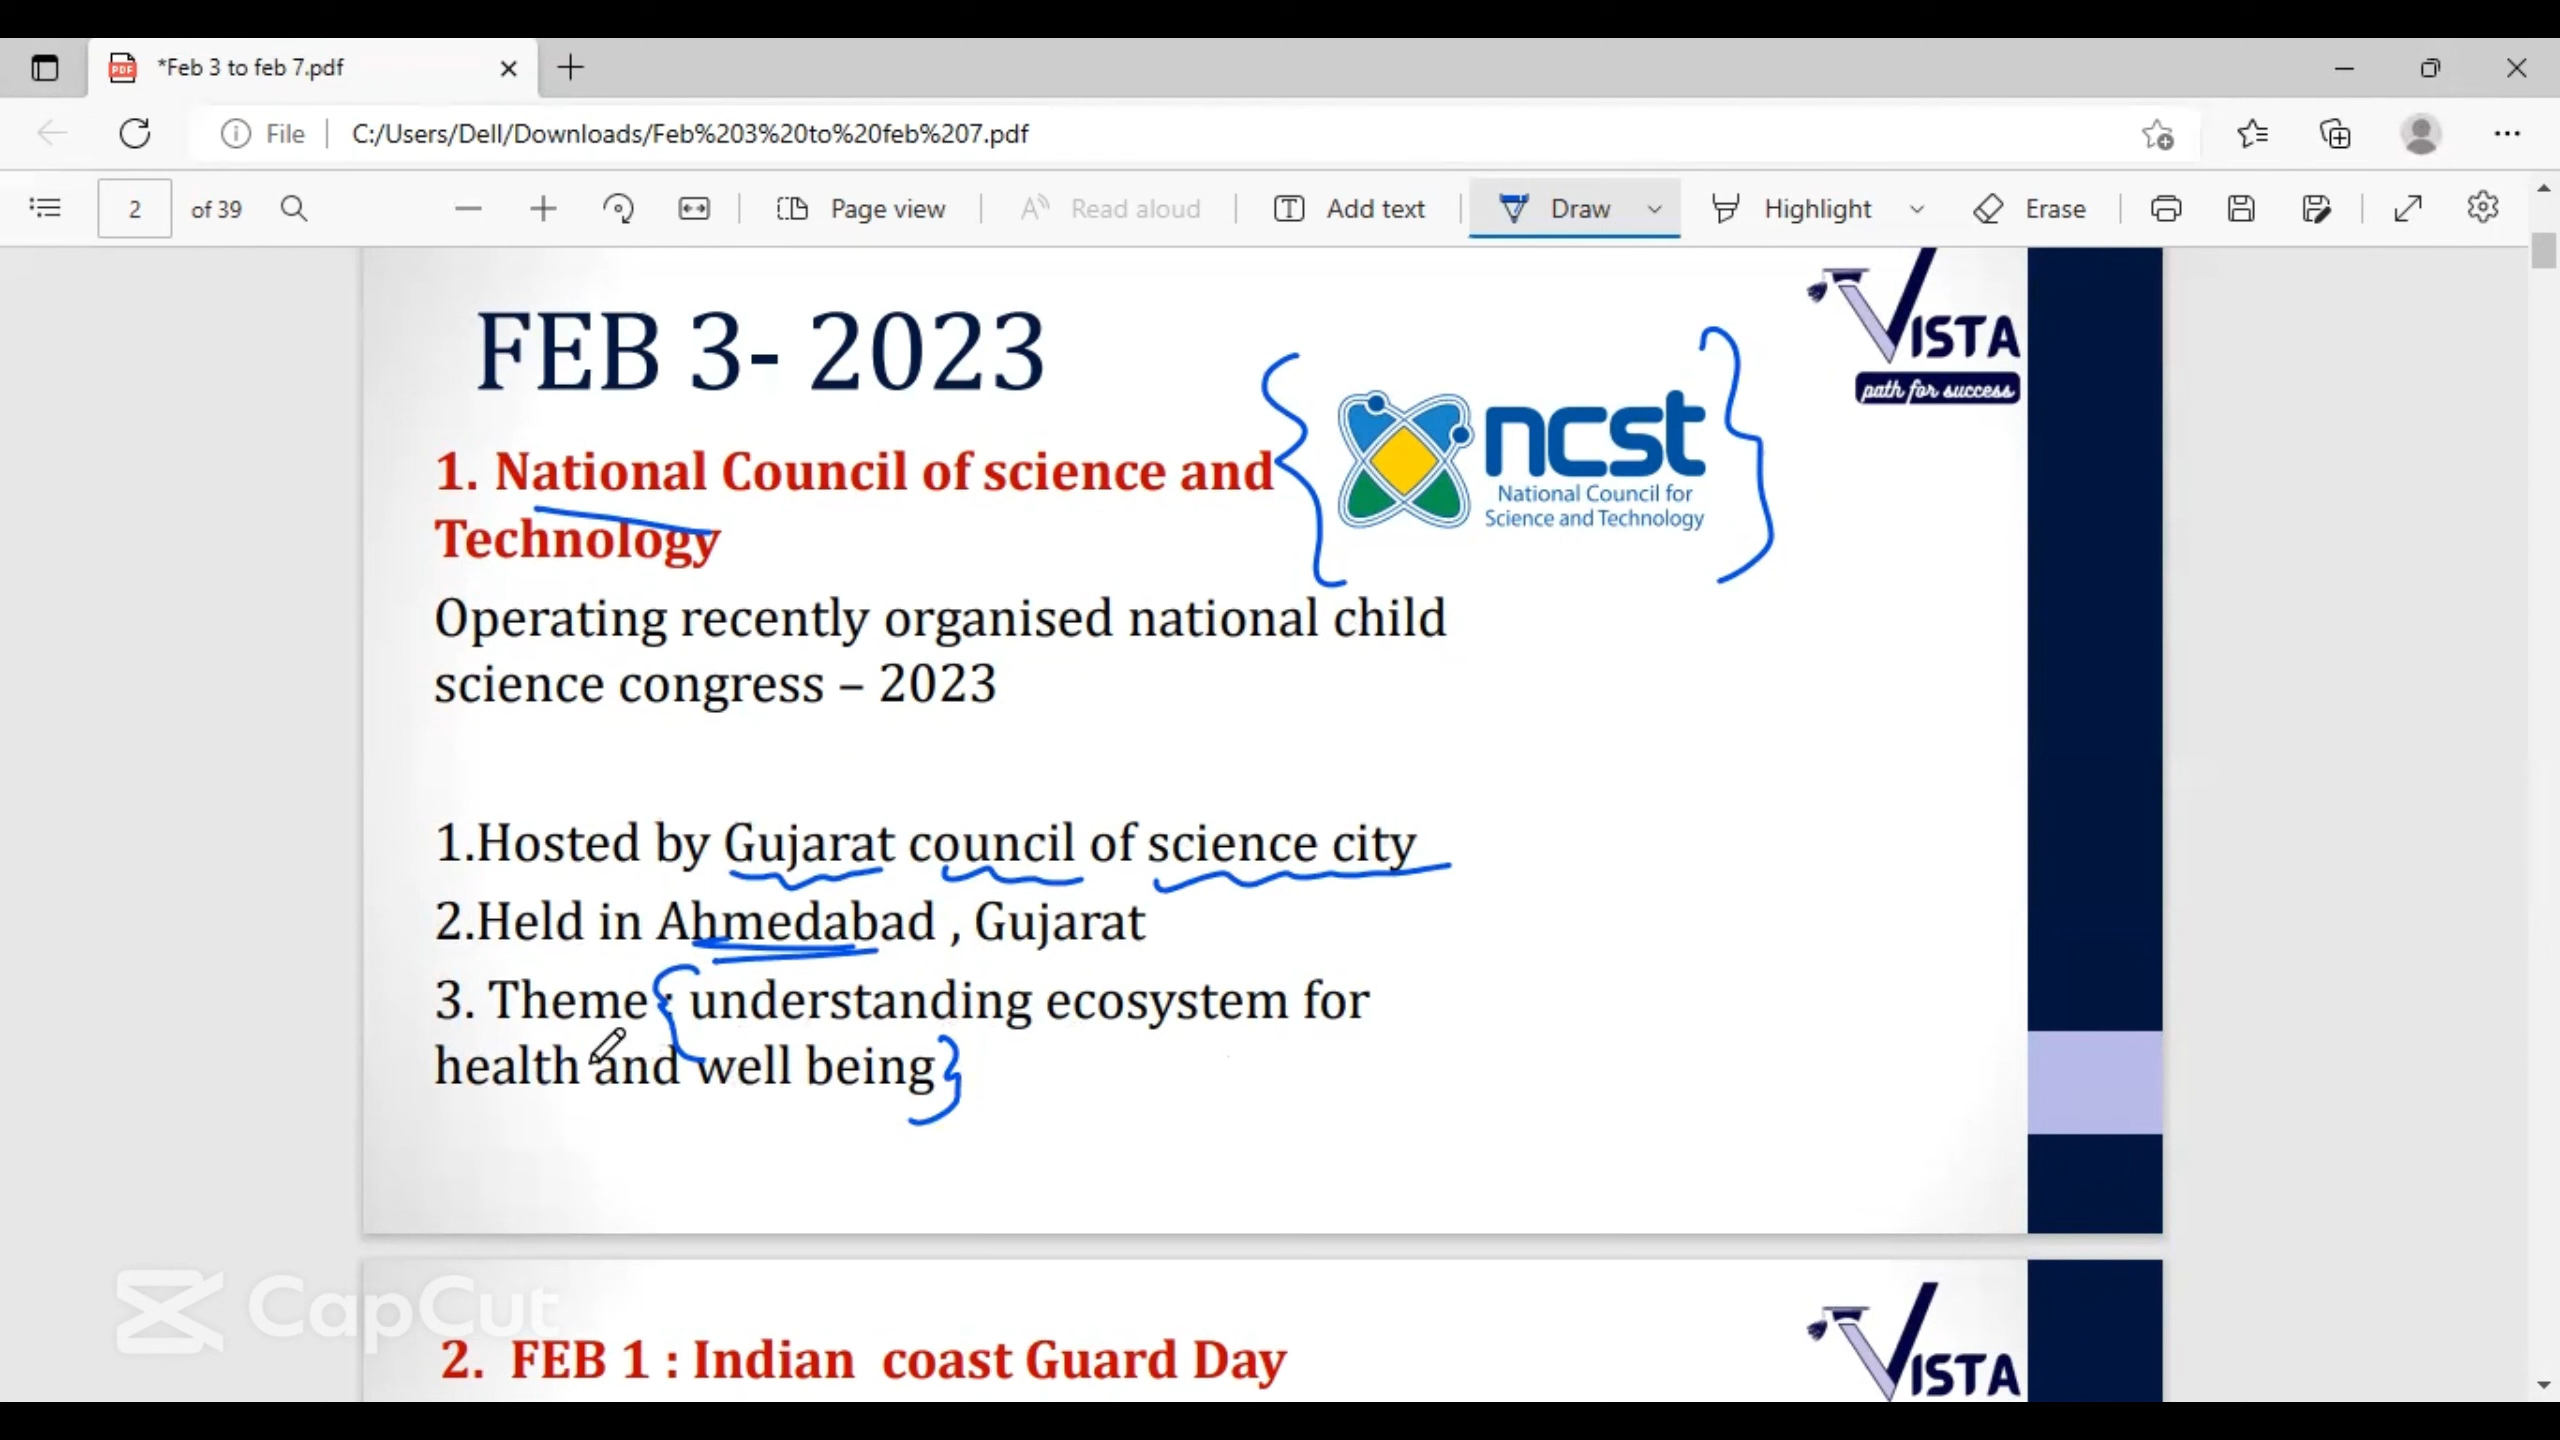 *Feb 3 to feb 7.pdf
File C:/Users/Dell/Downloads/Feb%203%20to%20feb%207.pdf
2 of 39 Page view Read aloud Add text Draw Highlight Erase
VISTA
path for success
FEB 3- 2023
ncst
National Council for
Science and Technology
1. National Council of science and
Technology
Operating recently organised national child
science congress – 2023
1.Hosted by Gujarat council of science city
2.Held in Ahmedabad , Gujarat
3. Theme : understanding ecosystem for
health and well being
CapCut
2. FEB 1 : Indian coast Guard Day
VISTA